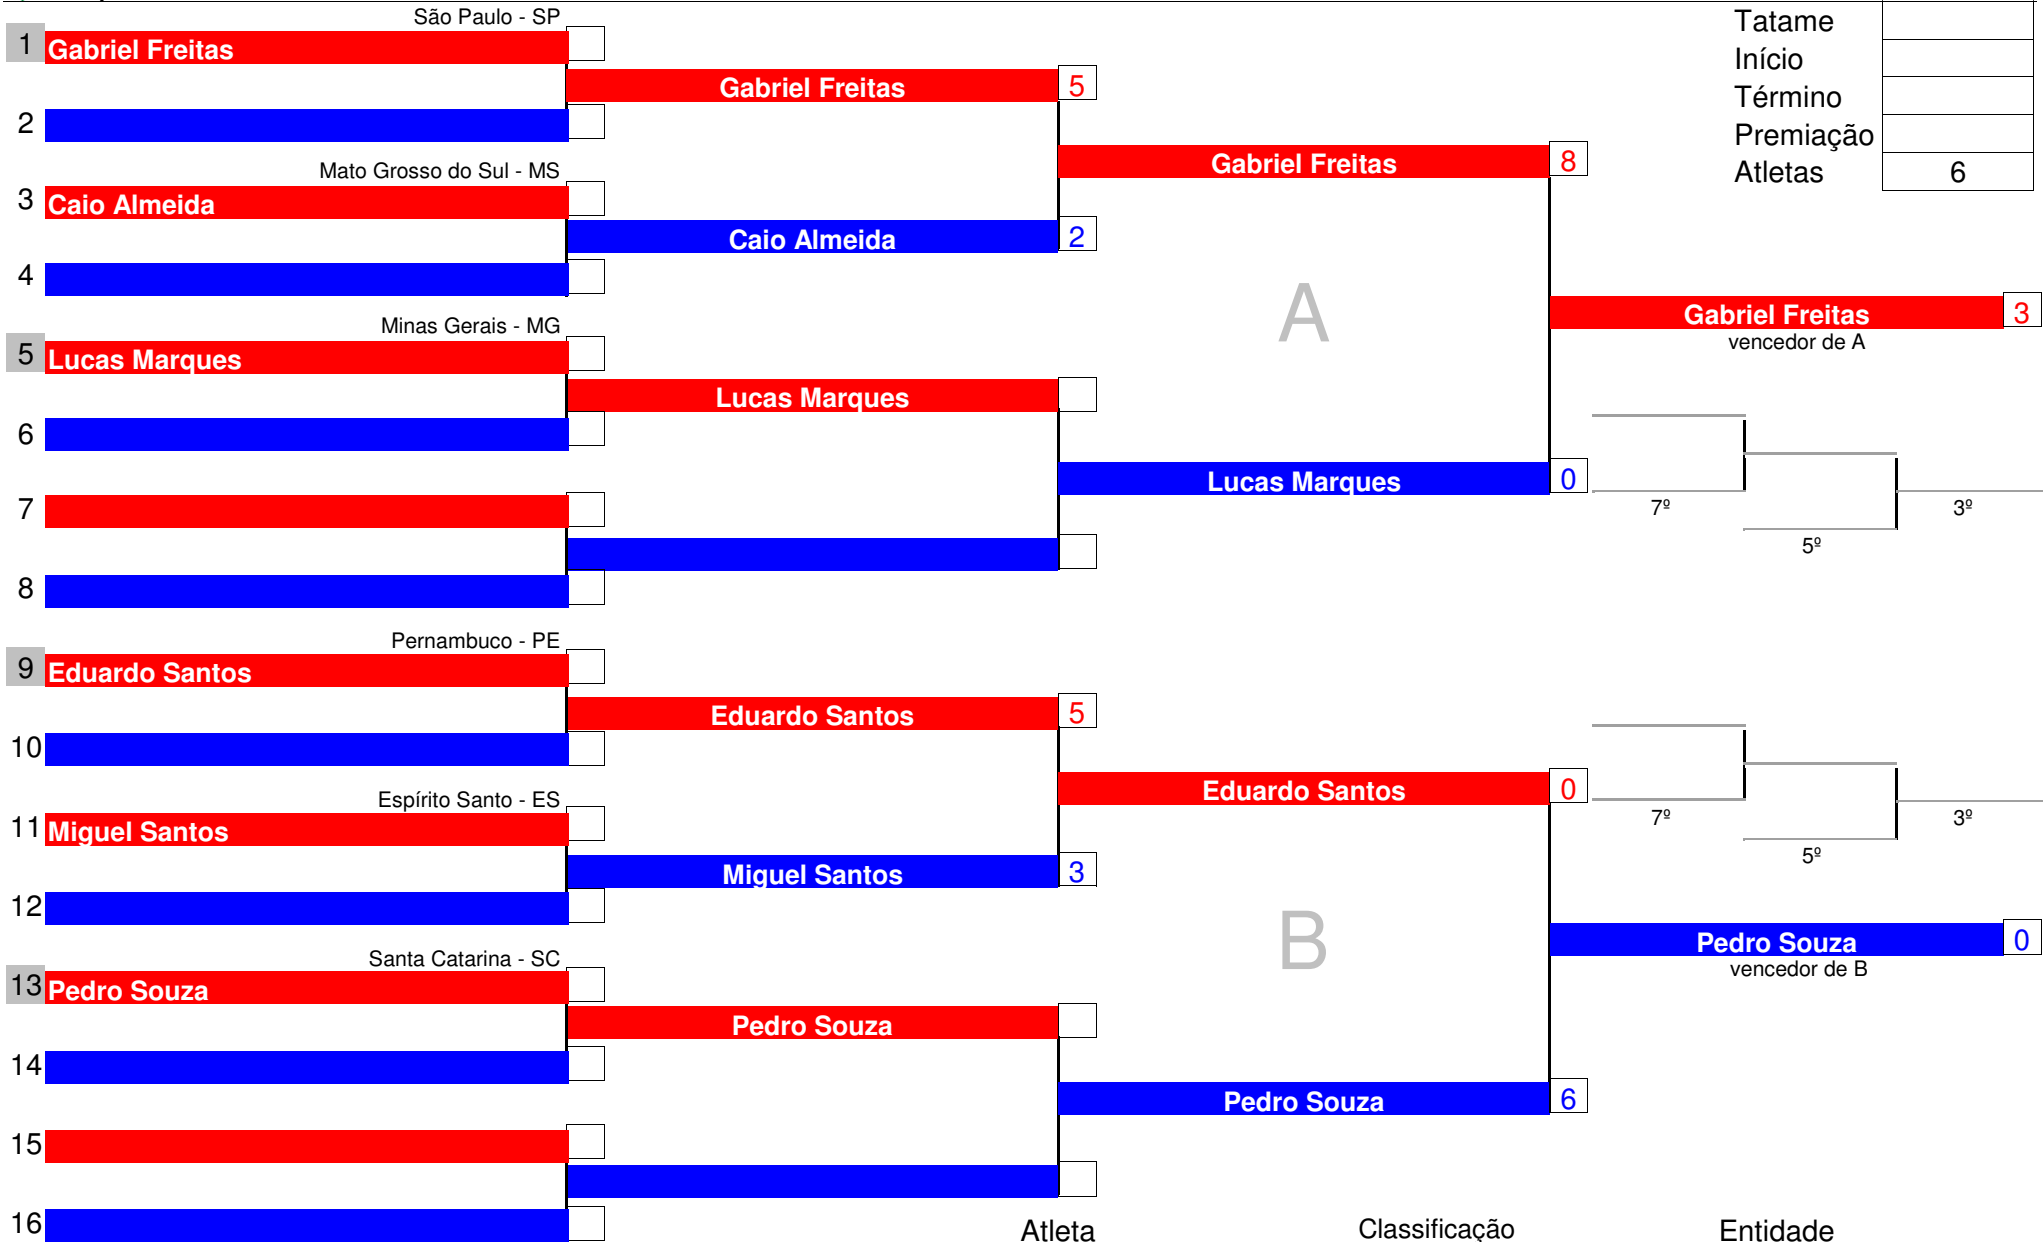 São Paulo - SP
1 Gabriel Freitas
Gabriel Freitas 5
2
Gabriel Freitas 8
Mato Grosso do Sul - MS
3 Caio Almeida
Caio Almeida 2
4
A
Gabriel Freitas 3
vencedor de A
Minas Gerais - MG
5 Lucas Marques
Lucas Marques
6
Lucas Marques 0
7
7º
3º
5º
8
Pernambuco - PE
9 Eduardo Santos
Eduardo Santos 5
10
Eduardo Santos 0
Espírito Santo - ES
11 Miguel Santos
7º
3º
5º
Miguel Santos 3
12
B
Pedro Souza 0
vencedor de B
Santa Catarina - SC
13 Pedro Souza
Pedro Souza
14
Pedro Souza 6
15
16
Tatame
Início
Término
Premiação
Atletas 6
Atleta Classificação Entidade